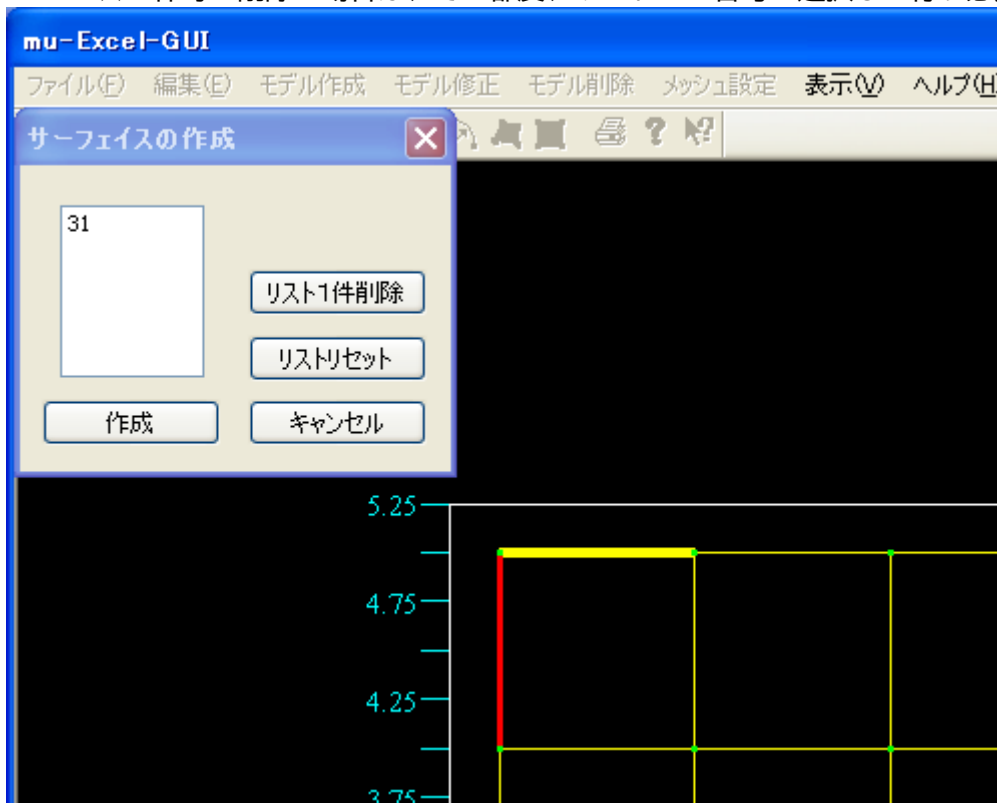 mu-Excel-GUI
ファイル(F) 編集(E) モデル作成 モデル修正 モデル削除 メッシュ設定 表示(V) ヘルプ(H
サーフェイスの作成
31
リスト1件削除
リストリセット
作成 キャンセル
5.25
4.75
4.25
3.75